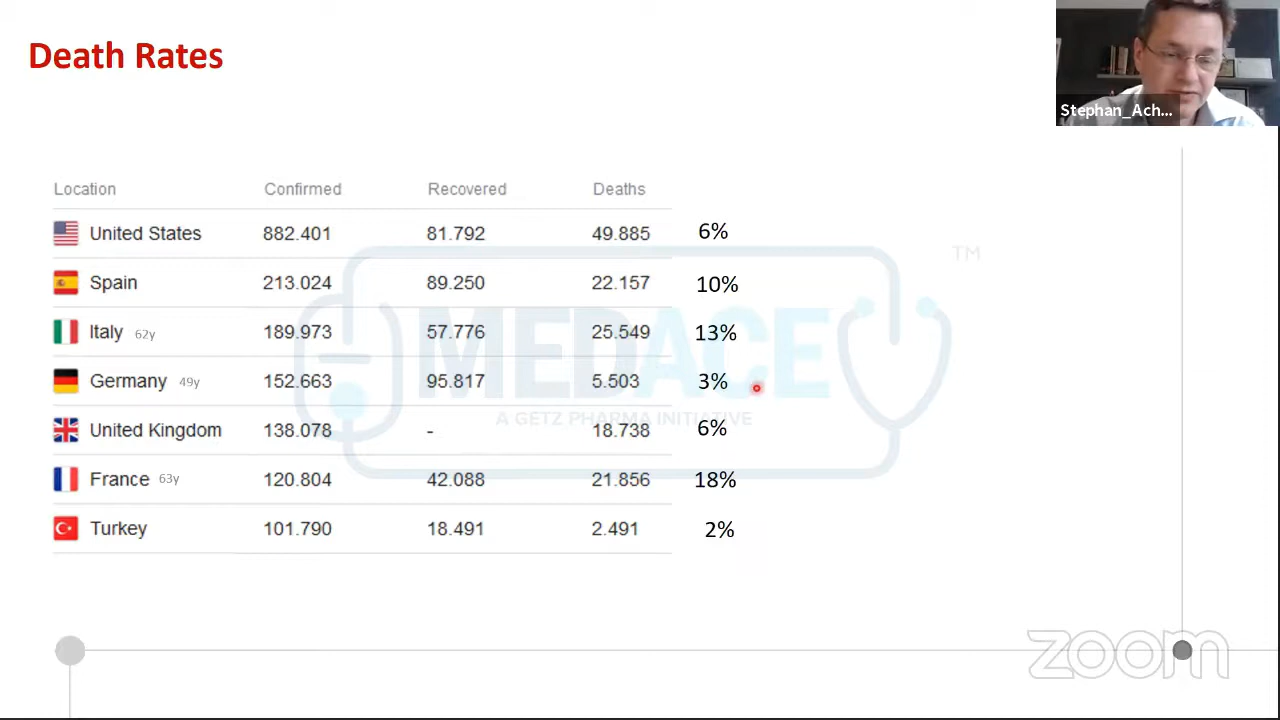 Death Rates
Stephan_Ach...
Location Confirmed Recovered Deaths
United States 882.401 81.792 49.885 6%
TM
Spain 213.024 89.250 22.157 10%
Italy 62y 189.973 57.776 25.549 13%
MEDACE
Germany 49y 152.663 95.817 5.503 3%
A GETZ PHARMA INITIATIVE
United Kingdom 138.078 - 18.738 6%
France 63y 120.804 42.088 21.856 18%
Turkey 101.790 18.491 2.491 2%
zoom